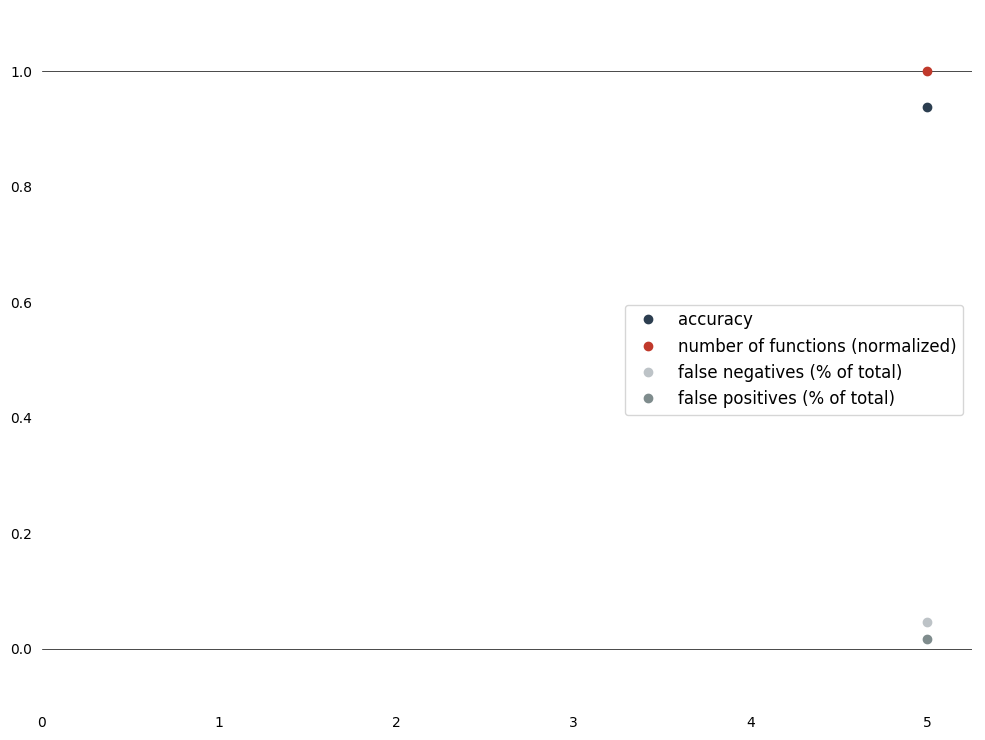 1.0
0.8
0.6
0.4
0.2
0.0
accuracy
number of functions (normalized)
false negatives (% of total)
false positives (% of total)
0 1 2 3 4 5